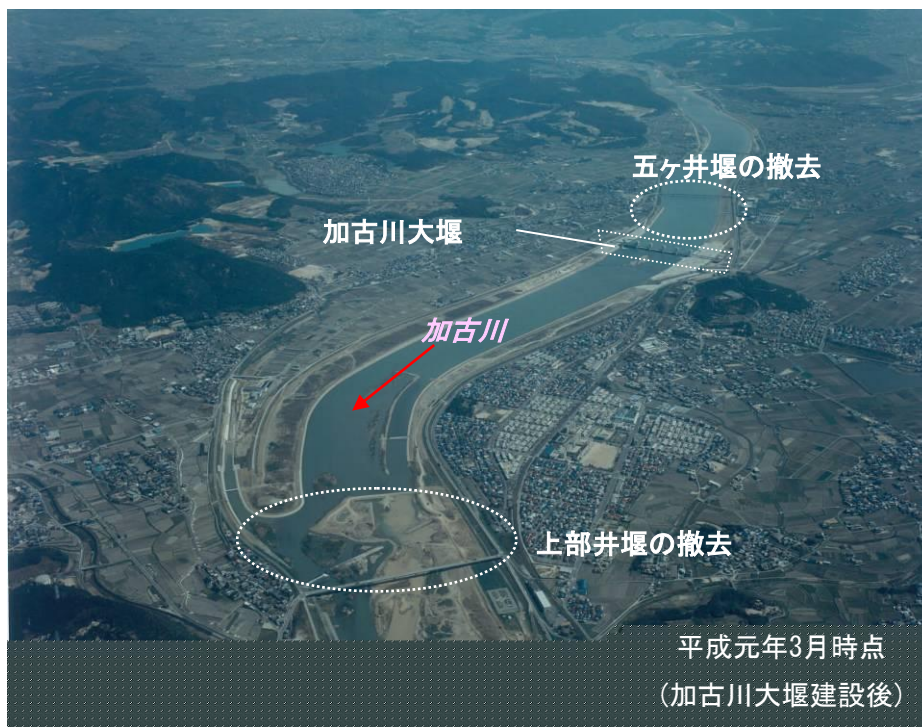 五ヶ井堰の撤去
加古川大堰
加古川
上部井堰の撤去
平成元年3月時点
(加古川大堰建設後)